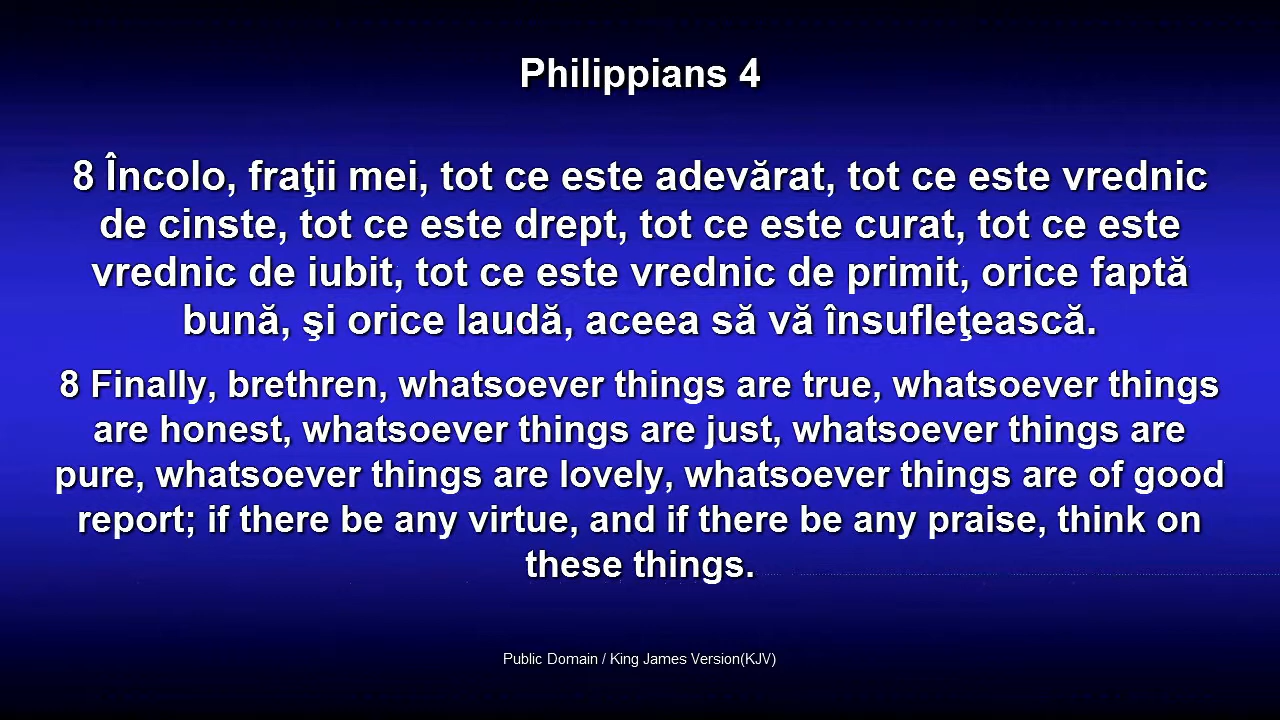 Philippians 4
8 Încolo, fraţii mei, tot ce este adevărat, tot ce este vrednic
de cinste, tot ce este drept, tot ce este curat, tot ce este
vrednic de iubit, tot ce este vrednic de primit, orice faptă
bună, şi orice laudă, aceea să vă însufleţească.
8 Finally, brethren, whatsoever things are true, whatsoever things
are honest, whatsoever things are just, whatsoever things are
pure, whatsoever things are lovely, whatsoever things are of good
report; if there be any virtue, and if there be any praise, think on
these things.
Public Domain / King James Version(KJV)